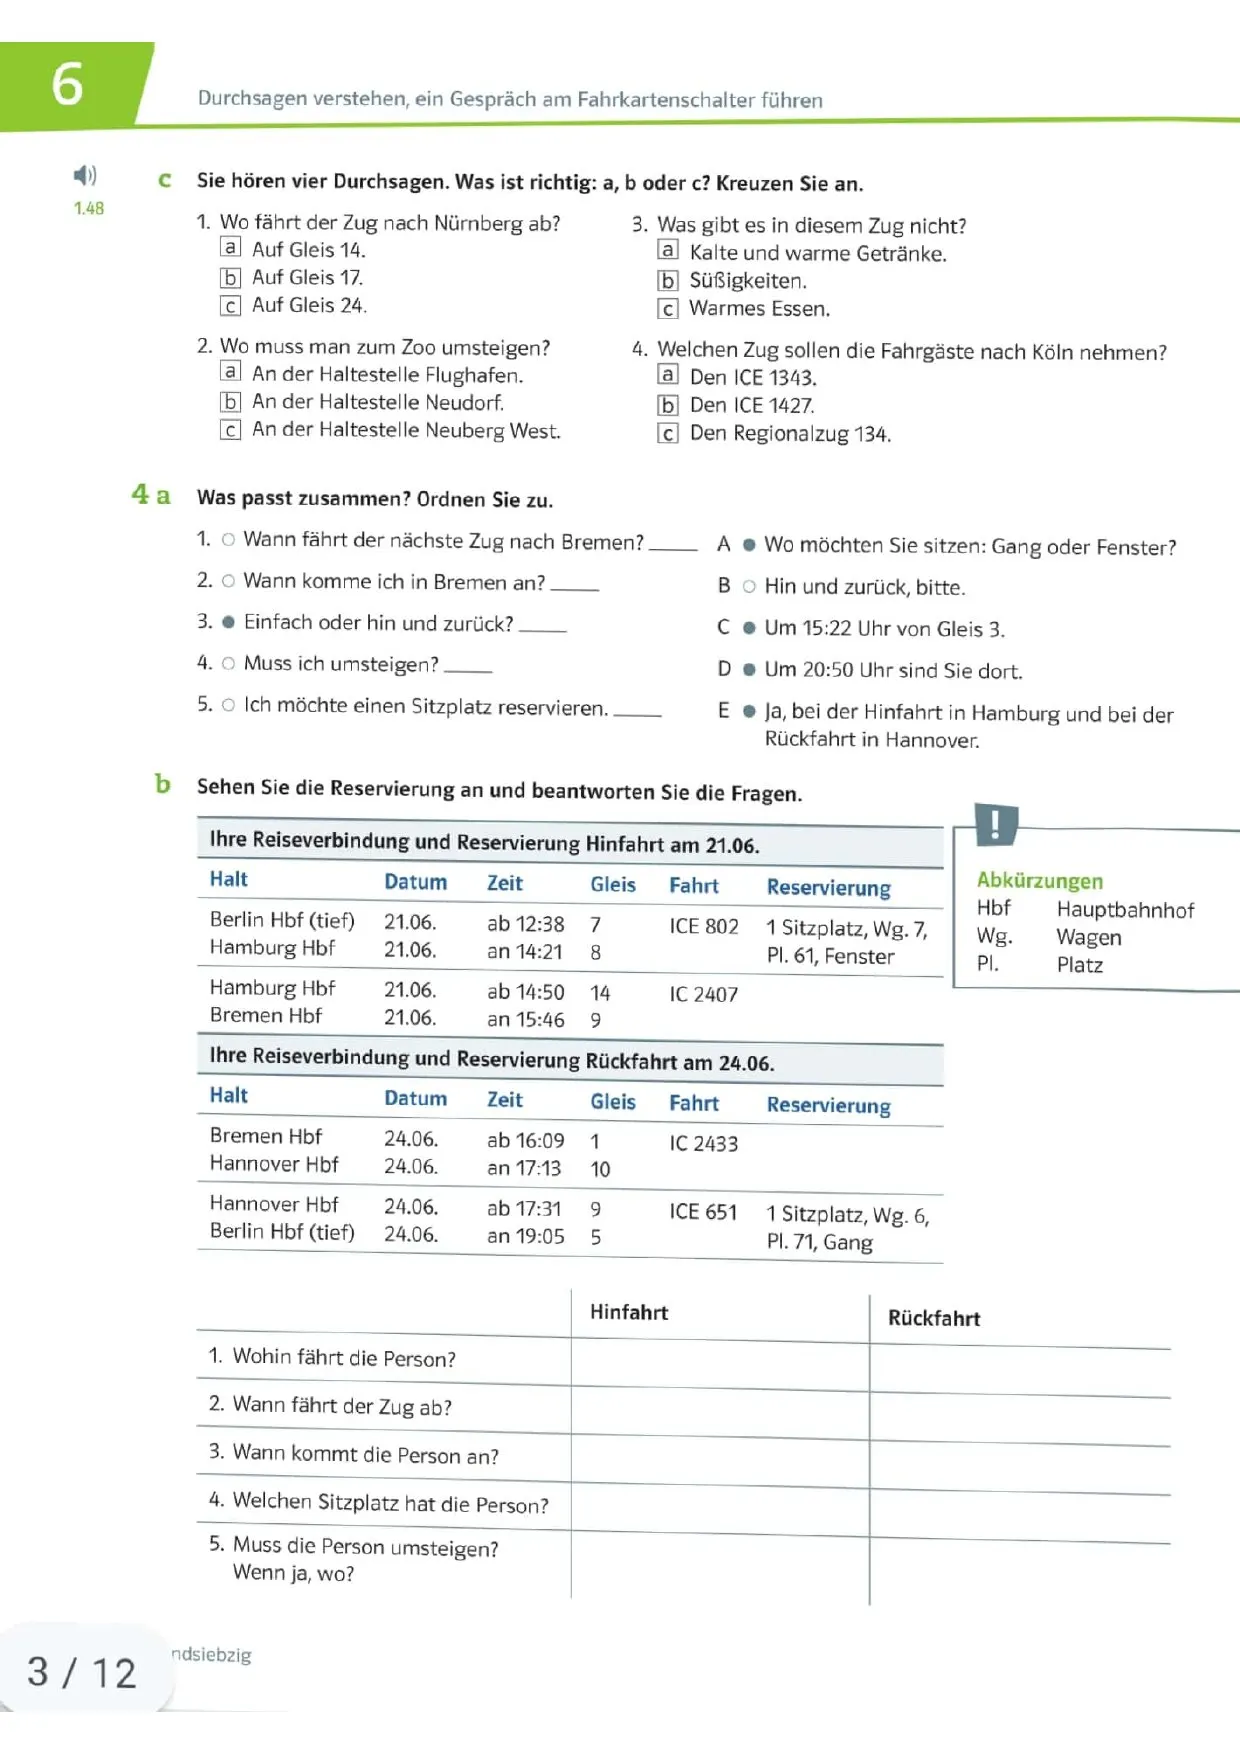 6
Durchsagen verstehen, ein Gespräch am Fahrkartenschalter führen
1.48
c Sie hören vier Durchsagen. Was ist richtig: a, b oder c? Kreuzen Sie an.
1. Wo fährt der Zug nach Nürnberg ab?
a Auf Gleis 14.
b Auf Gleis 17.
c Auf Gleis 24.
2. Wo muss man zum Zoo umsteigen?
a An der Haltestelle Flughafen.
b An der Haltestelle Neudorf.
c An der Haltestelle Neuberg West.
3. Was gibt es in diesem Zug nicht?
a Kalte und warme Getränke.
b Süßigkeiten.
c Warmes Essen.
4. Welchen Zug sollen die Fahrgäste nach Köln nehmen?
a Den ICE 1343.
b Den ICE 1427.
c Den Regionalzug 134.
4 a Was passt zusammen? Ordnen Sie zu.
1. ○ Wann fährt der nächste Zug nach Bremen? ____
2. ○ Wann komme ich in Bremen an? ____
3. ● Einfach oder hin und zurück? ____
4. ○ Muss ich umsteigen? ____
5. ○ Ich möchte einen Sitzplatz reservieren. ____
A ● Wo möchten Sie sitzen: Gang oder Fenster?
B ○ Hin und zurück, bitte.
C ● Um 15:22 Uhr von Gleis 3.
D ● Um 20:50 Uhr sind Sie dort.
E ● Ja, bei der Hinfahrt in Hamburg und bei der
Rückfahrt in Hannover.
b Sehen Sie die Reservierung an und beantworten Sie die Fragen.
Ihre Reiseverbindung und Reservierung Hinfahrt am 21.06.
Halt Datum Zeit Gleis Fahrt Reservierung
Berlin Hbf (tief) 21.06. ab 12:38 7 ICE 802 1 Sitzplatz, Wg. 7,
Hamburg Hbf 21.06. an 14:21 8 Pl. 61, Fenster
Hamburg Hbf 21.06. ab 14:50 14 IC 2407
Bremen Hbf 21.06. an 15:46 9
Ihre Reiseverbindung und Reservierung Rückfahrt am 24.06.
Halt Datum Zeit Gleis Fahrt Reservierung
Bremen Hbf 24.06. ab 16:09 1 IC 2433
Hannover Hbf 24.06. an 17:13 10
Hannover Hbf 24.06. ab 17:31 9 ICE 651 1 Sitzplatz, Wg. 6,
Berlin Hbf (tief) 24.06. an 19:05 5 Pl. 71, Gang
!
Abkürzungen
Hbf Hauptbahnhof
Wg. Wagen
Pl. Platz
Hinfahrt Rückfahrt
1. Wohin fährt die Person?
2. Wann fährt der Zug ab?
3. Wann kommt die Person an?
4. Welchen Sitzplatz hat die Person?
5. Muss die Person umsteigen?
Wenn ja, wo?
ndsiebzig
3 / 12